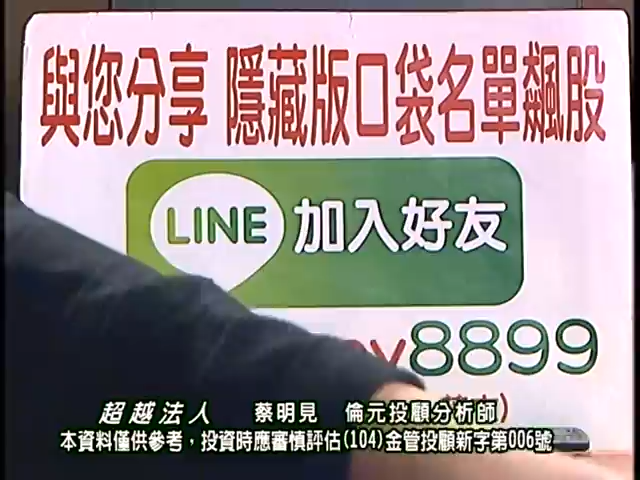 與您分享 隱藏版口袋名單飆股
LINE 加入好友
y8899
超越法人 蔡明見 倫元投顧分析師
本資料僅供參考，投資時應審慎評估(104)金管投顧新字第006號